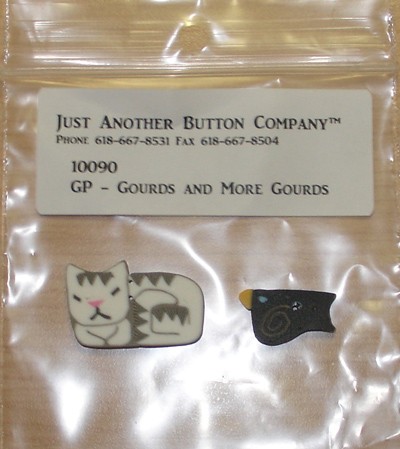 Just Another Button Company™
Phone 618-667-8531 Fax 618-667-8504
10090
GP - Gourds and More Gourds